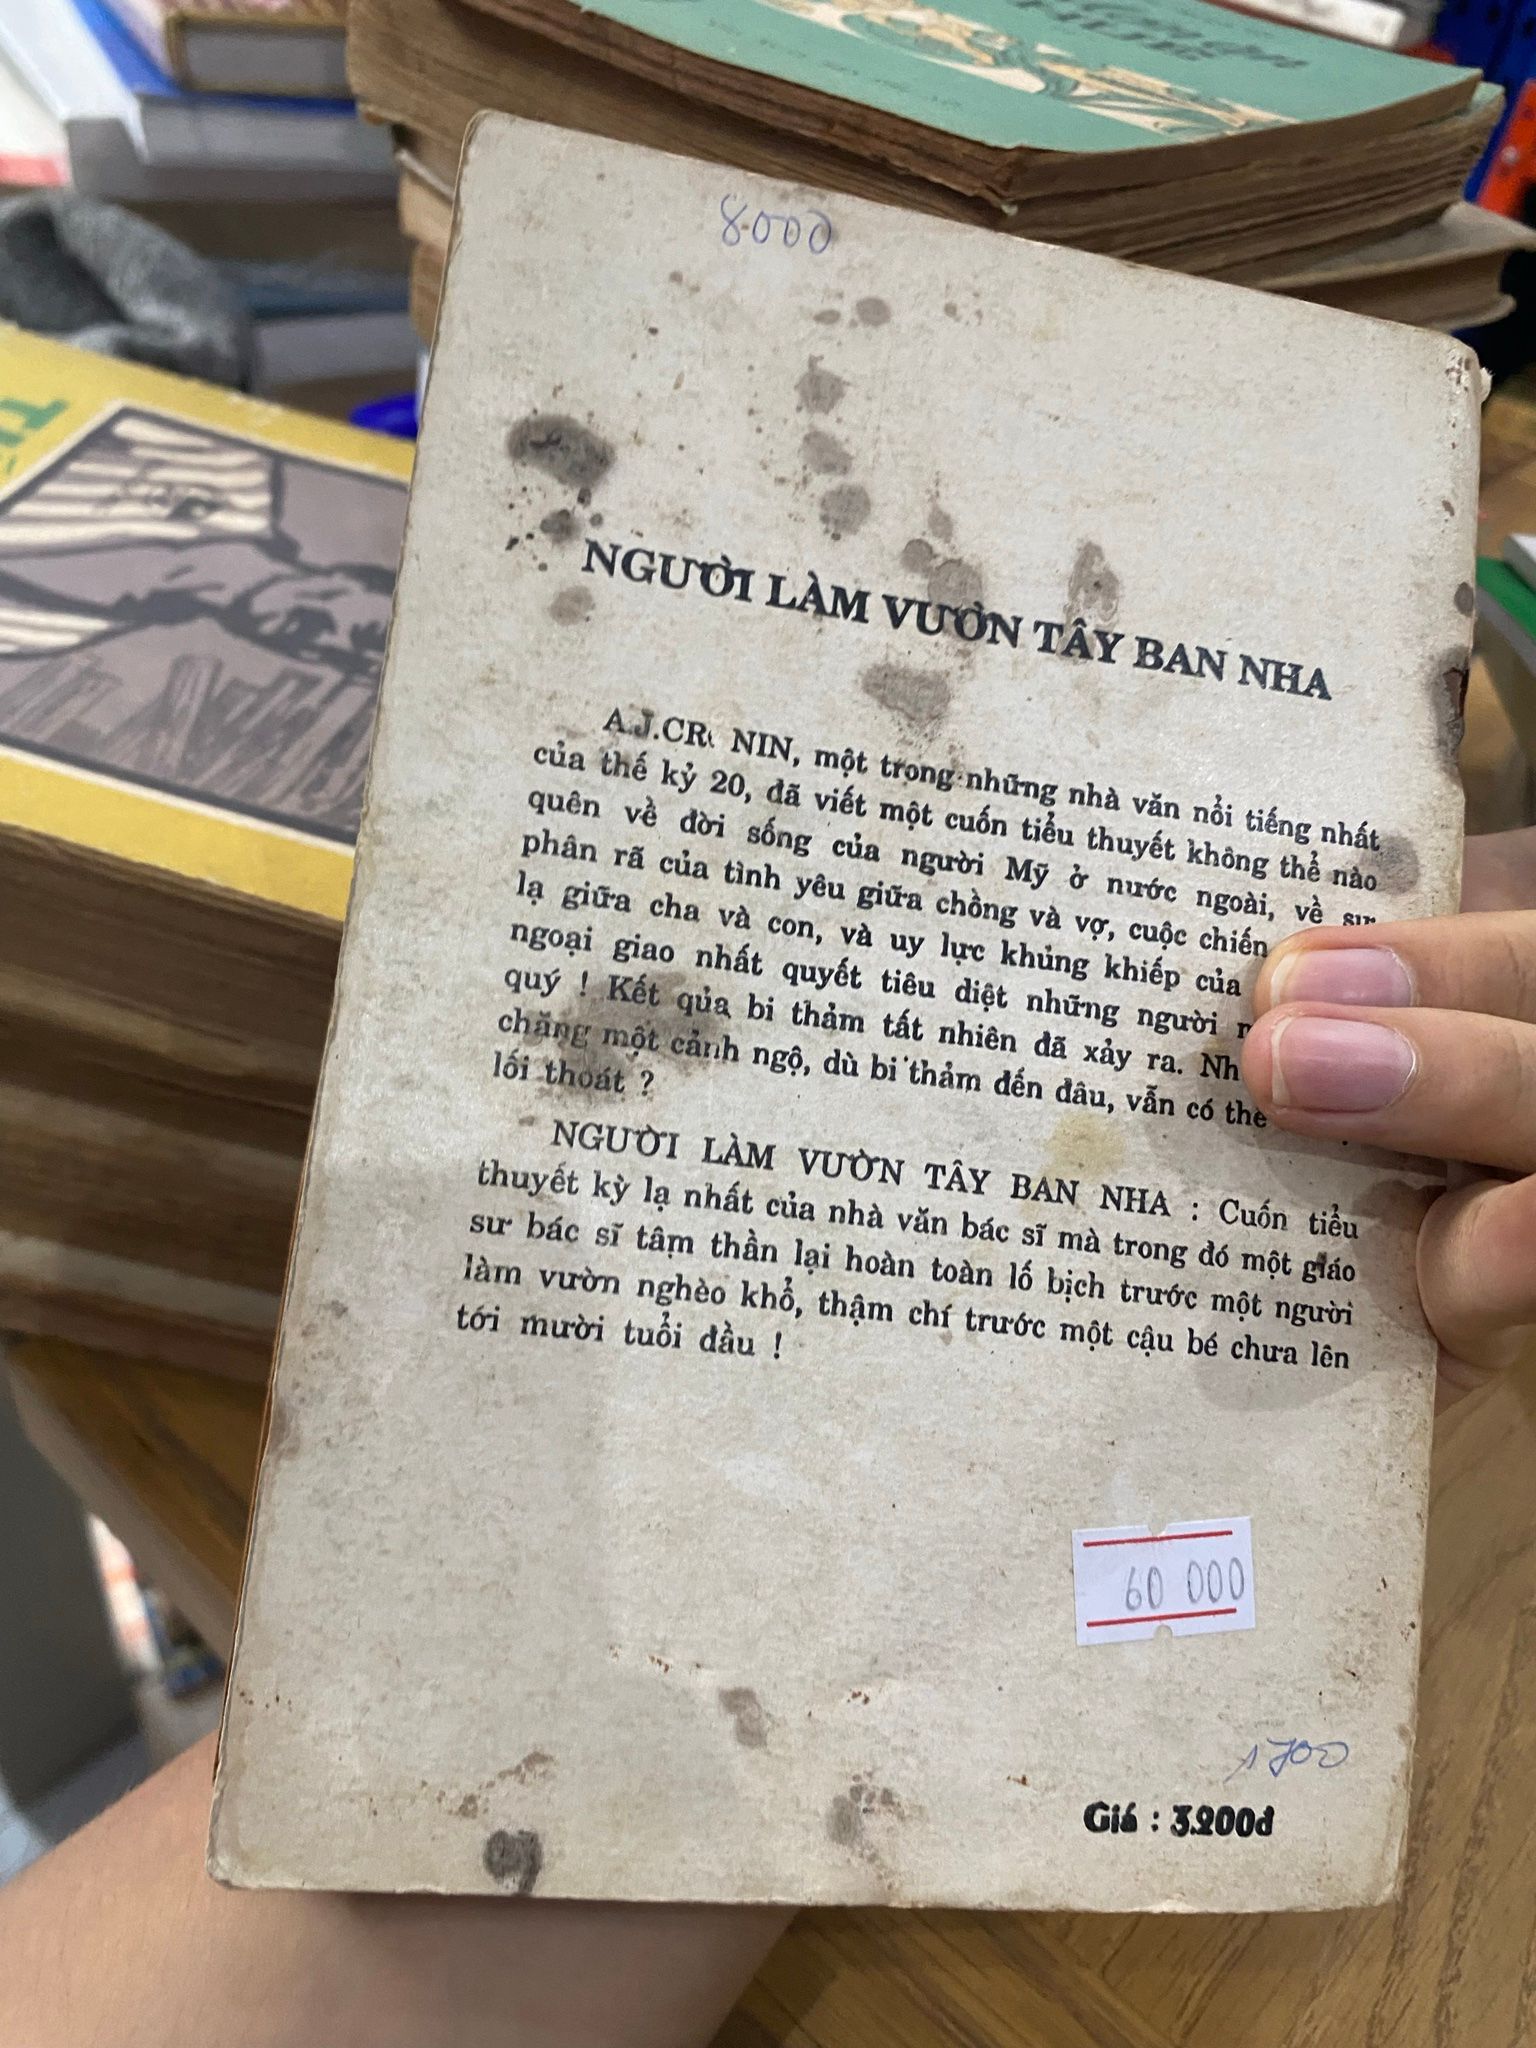 8000
NGƯỜI LÀM VƯỜN TÂY BAN NHA
A.J.CR NIN, một trong những nhà văn nổi tiếng nhất
của thế kỷ 20, đã viết một cuốn tiểu thuyết không thể nào
quên về đời sống của người Mỹ ở nước ngoài, về sự
phân rã của tình yêu giữa chồng và vợ, cuộc chiến
lạ giữa cha và con, và uy lực khủng khiếp của
ngoại giao nhất quyết tiêu diệt những người
quý ! Kết qủa bi thảm tất nhiên đã xảy ra.
chăng một cảnh ngộ, dù bi thảm đến đâu, vẫn có thể
lối thoát ?
NGƯỜI LÀM VƯỜN TÂY BAN NHA : Cuốn tiểu
thuyết kỳ lạ nhất của nhà văn bác sĩ mà trong đó một giáo
sư bác sĩ tâm thần lại hoàn toàn lố bịch trước một người
làm vườn nghèo khổ, thậm chí trước một cậu bé chưa lên
tới mười tuổi đầu !
60 000
1700
Giá : 3.200đ